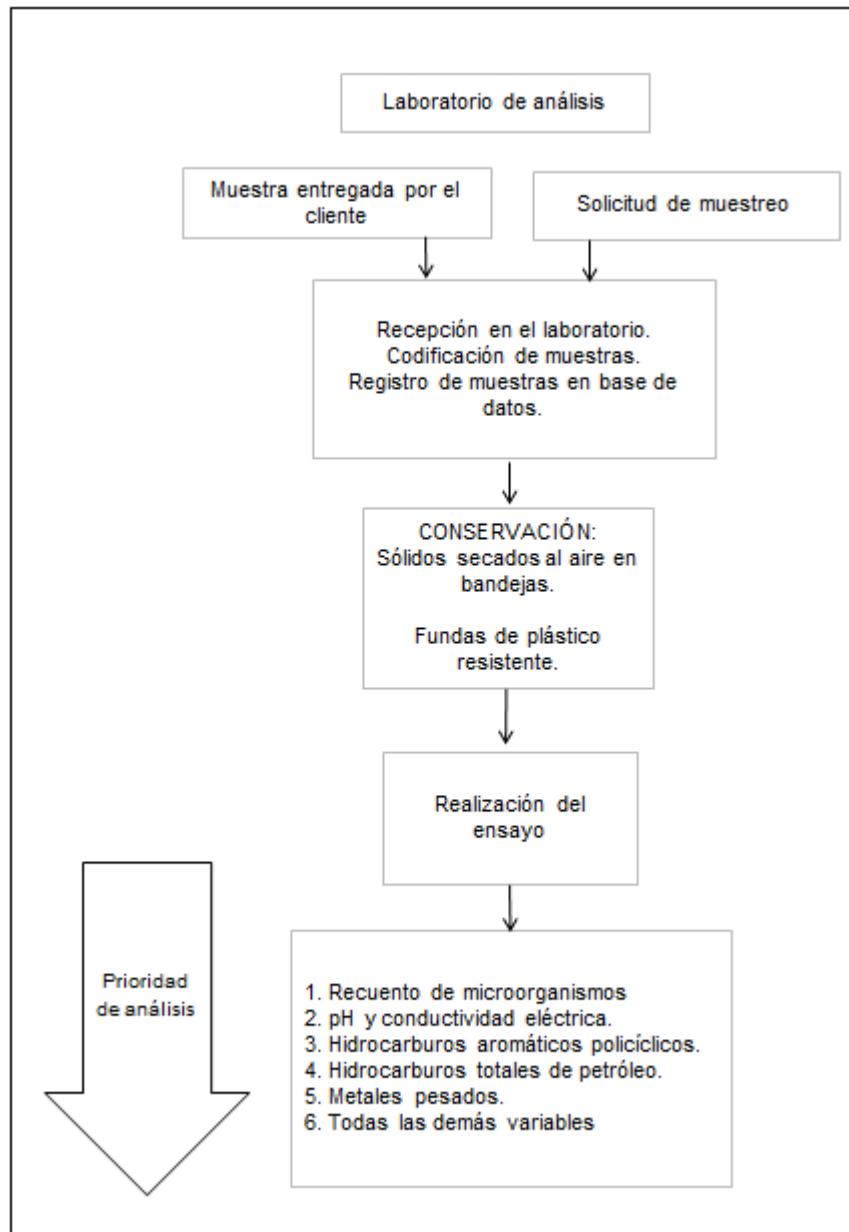 Laboratorio de análisis
Muestra entregada por el
cliente
Solicitud de muestreo
Recepción en el laboratorio.
Codificación de muestras.
Registro de muestras en base de
datos.
CONSERVACIÓN:
Sólidos secados al aire en
bandejas.
Fundas de plástico
resistente.
Realización del
ensayo
Prioridad
de análisis
1. Recuento de microorganismos
2. pH y conductividad eléctrica.
3. Hidrocarburos aromáticos policíclicos.
4. Hidrocarburos totales de petróleo.
5. Metales pesados.
6. Todas las demás variables